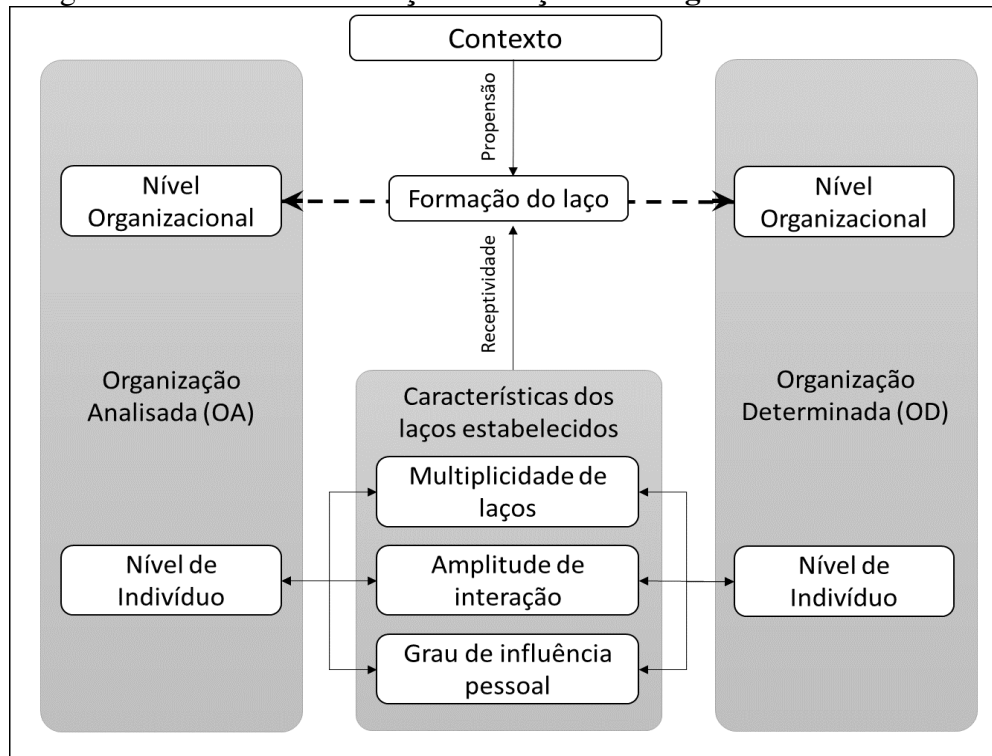 Contexto
Propensão
Nível
Organizacional
Formação do laço
Nível
Organizacional
Receptividade
Organização
Analisada (OA)
Características dos
laços estabelecidos
Organização
Determinada (OD)
Multiplicidade de
laços
Nível de
Indivíduo
Amplitude de
interação
Nível de
Indivíduo
Grau de influência
pessoal